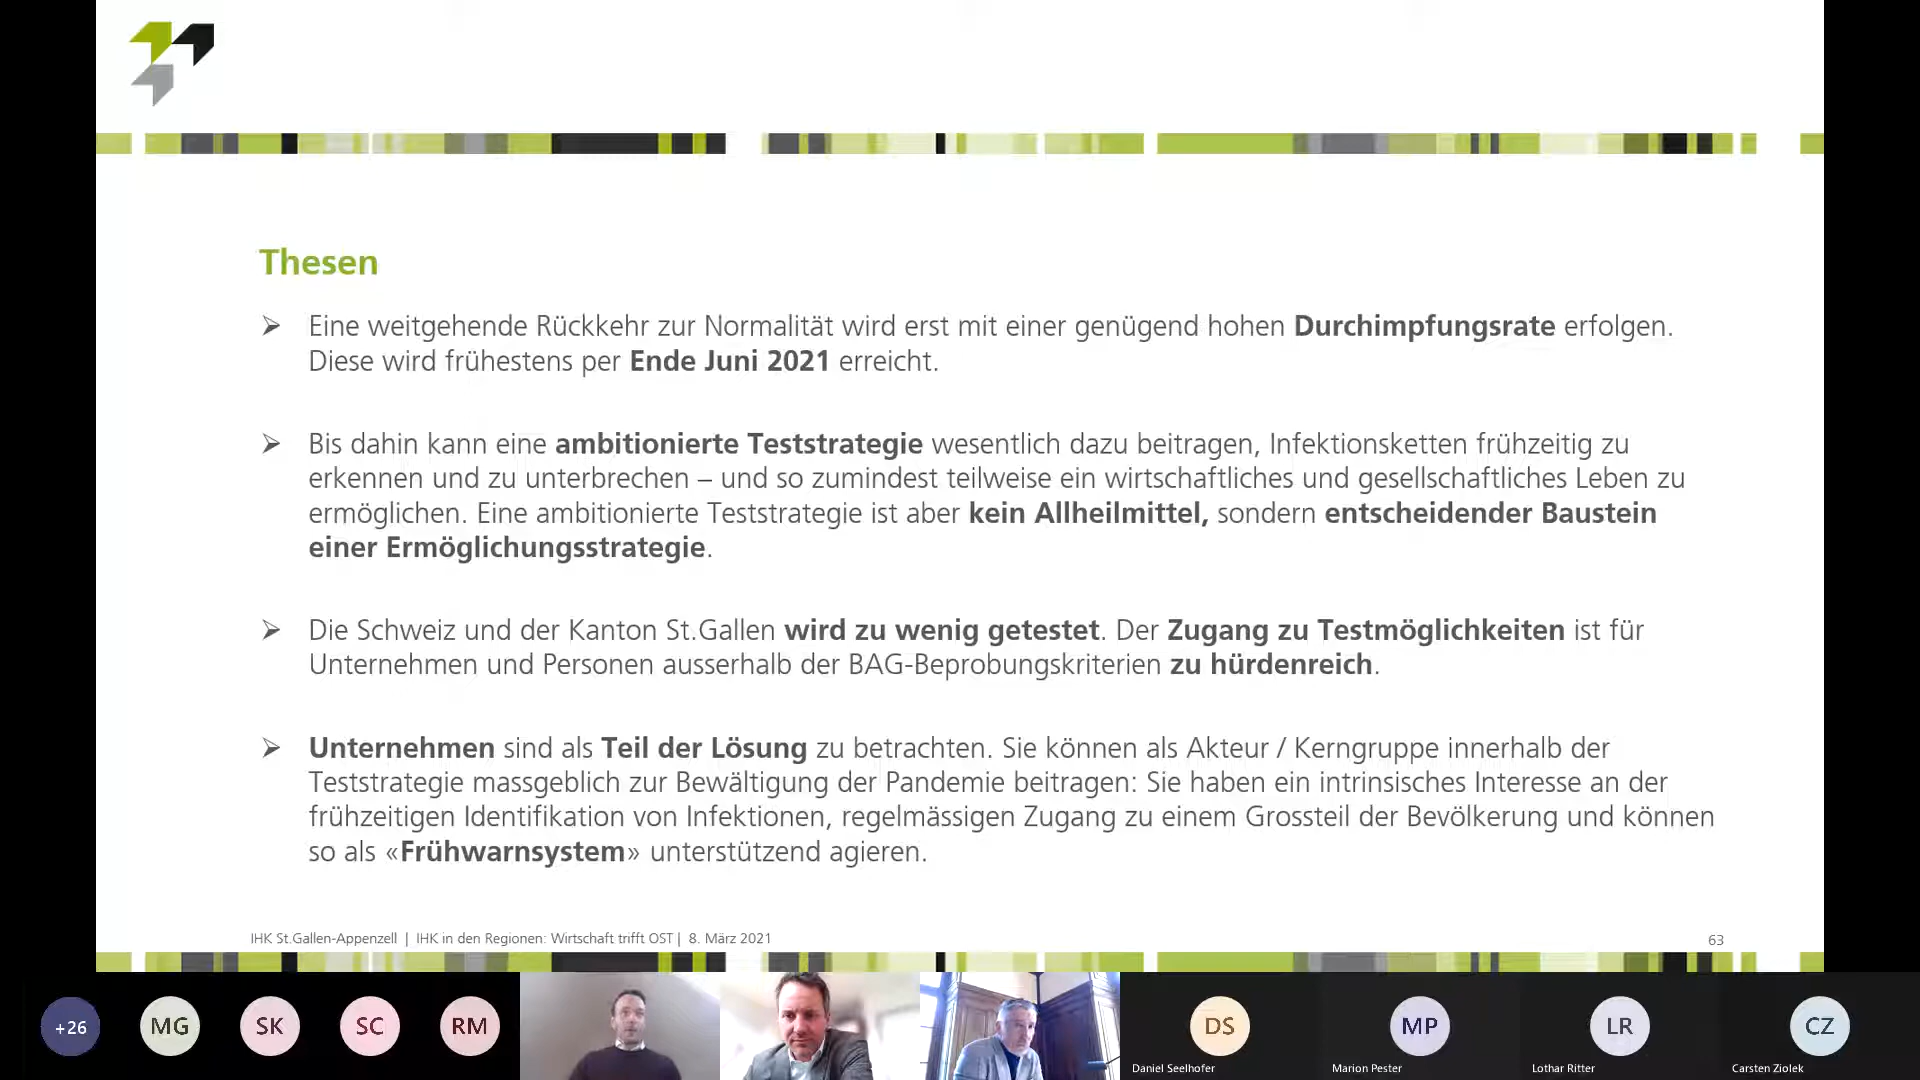 Thesen
➢ Eine weitgehende Rückkehr zur Normalität wird erst mit einer genügend hohen Durchimpfungsrate erfolgen.
Diese wird frühestens per Ende Juni 2021 erreicht.
➢ Bis dahin kann eine ambitionierte Teststrategie wesentlich dazu beitragen, Infektionsketten frühzeitig zu
erkennen und zu unterbrechen – und so zumindest teilweise ein wirtschaftliches und gesellschaftliches Leben zu
ermöglichen. Eine ambitionierte Teststrategie ist aber kein Allheilmittel, sondern entscheidender Baustein
einer Ermöglichungsstrategie.
➢ Die Schweiz und der Kanton St.Gallen wird zu wenig getestet. Der Zugang zu Testmöglichkeiten ist für
Unternehmen und Personen ausserhalb der BAG-Beprobungskriterien zu hürdenreich.
➢ Unternehmen sind als Teil der Lösung zu betrachten. Sie können als Akteur / Kerngruppe innerhalb der
Teststrategie massgeblich zur Bewältigung der Pandemie beitragen: Sie haben ein intrinsisches Interesse an der
frühzeitigen Identifikation von Infektionen, regelmässigen Zugang zu einem Grossteil der Bevölkerung und können
so als «Frühwarnsystem» unterstützend agieren.
IHK St.Gallen-Appenzell | IHK in den Regionen: Wirtschaft trifft OST | 8. März 2021
63
+26
MG
SK
SC
RM
DS
MP
LR
CZ
Daniel Seelhofer
Marion Pester
Lothar Ritter
Carsten Ziolek